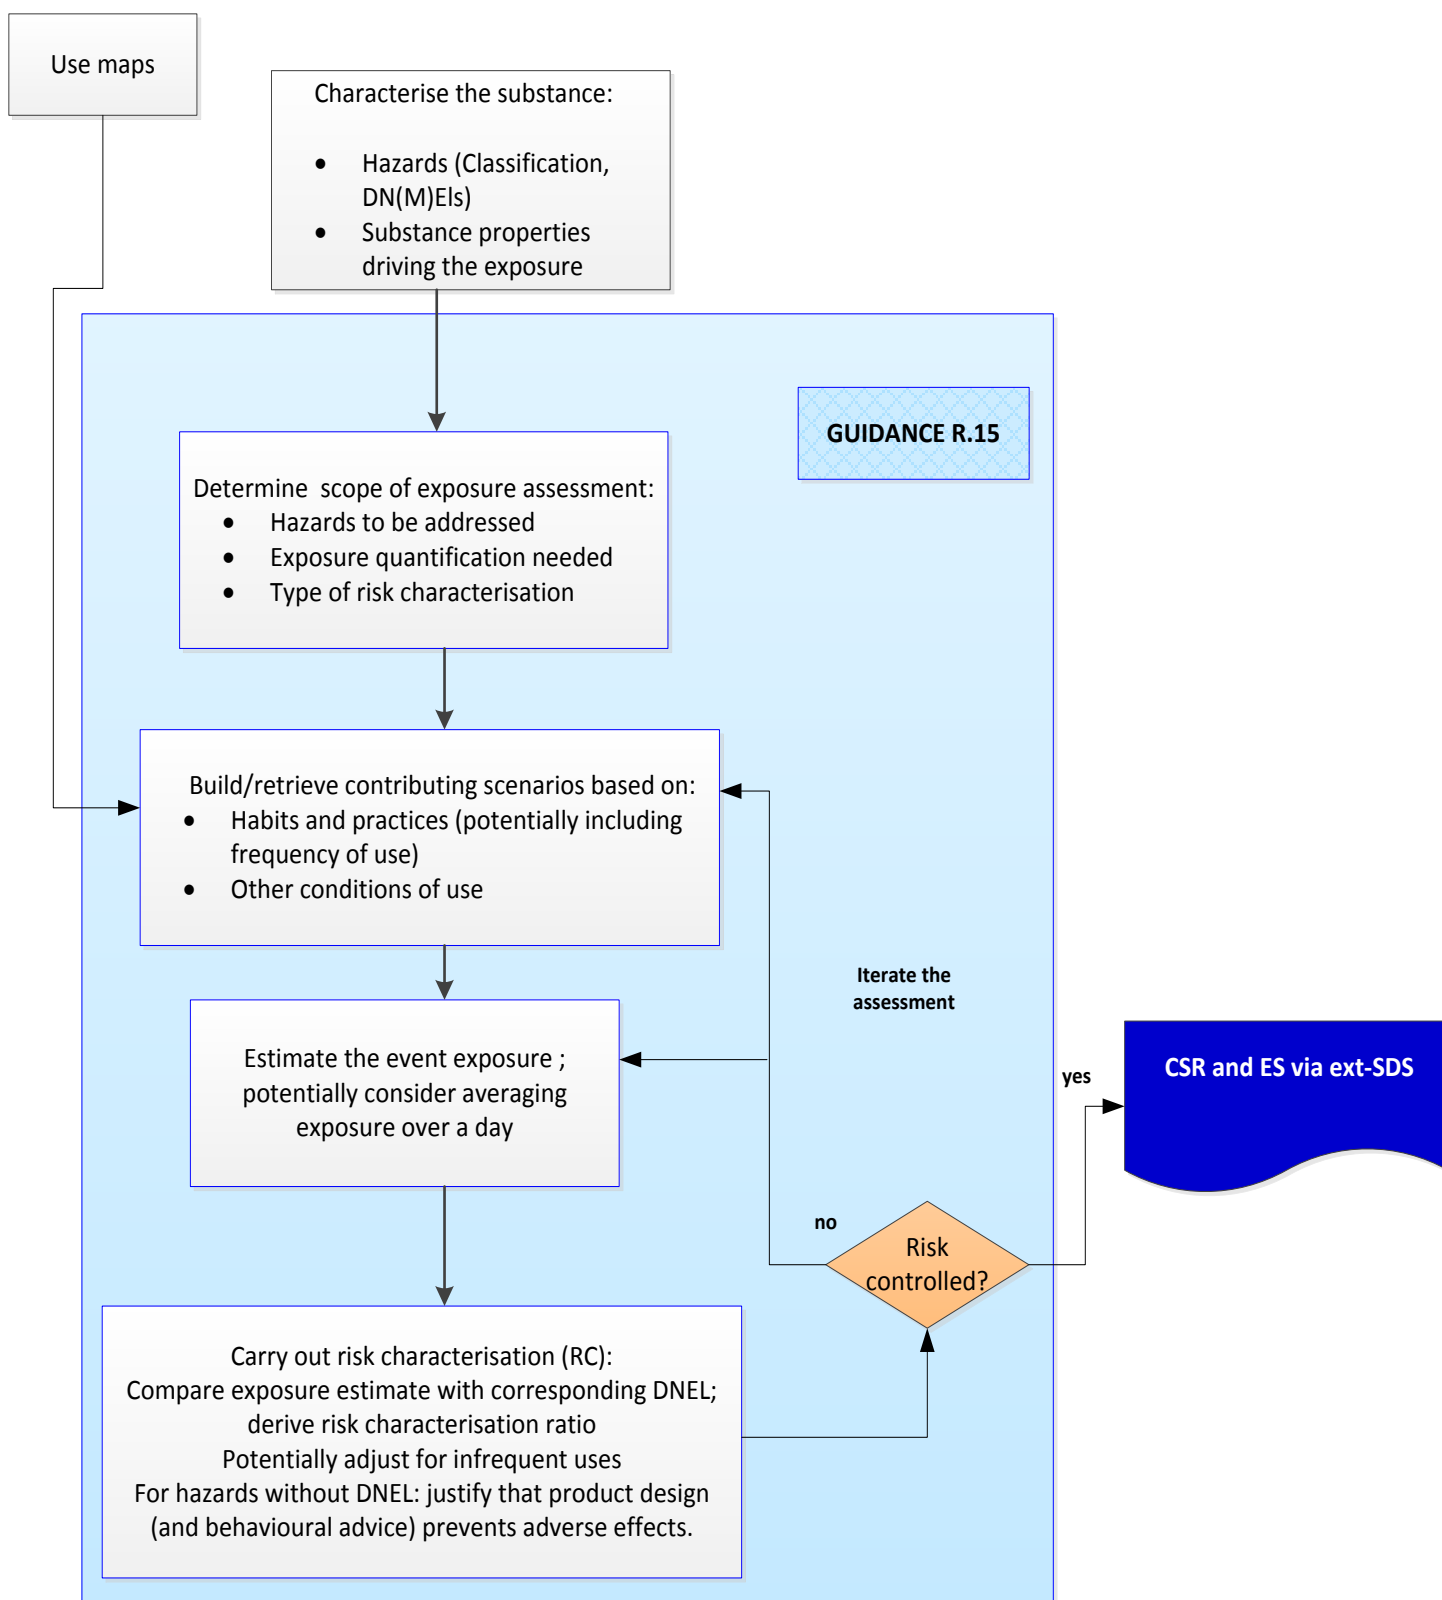 Use maps
Characterise the substance:
• Hazards (Classification,
DN(M)Els)
• Substance properties
driving the exposure
GUIDANCE R.15
Determine scope of exposure assessment:
• Hazards to be addressed
• Exposure quantification needed
• Type of risk characterisation
Build/retrieve contributing scenarios based on:
• Habits and practices (potentially including
frequency of use)
• Other conditions of use
Iterate the
assessment
Estimate the event exposure ;
potentially consider averaging
exposure over a day
yes
CSR and ES via ext-SDS
no
Risk
controlled?
Carry out risk characterisation (RC):
Compare exposure estimate with corresponding DNEL;
derive risk characterisation ratio
Potentially adjust for infrequent uses
For hazards without DNEL: justify that product design
(and behavioural advice) prevents adverse effects.